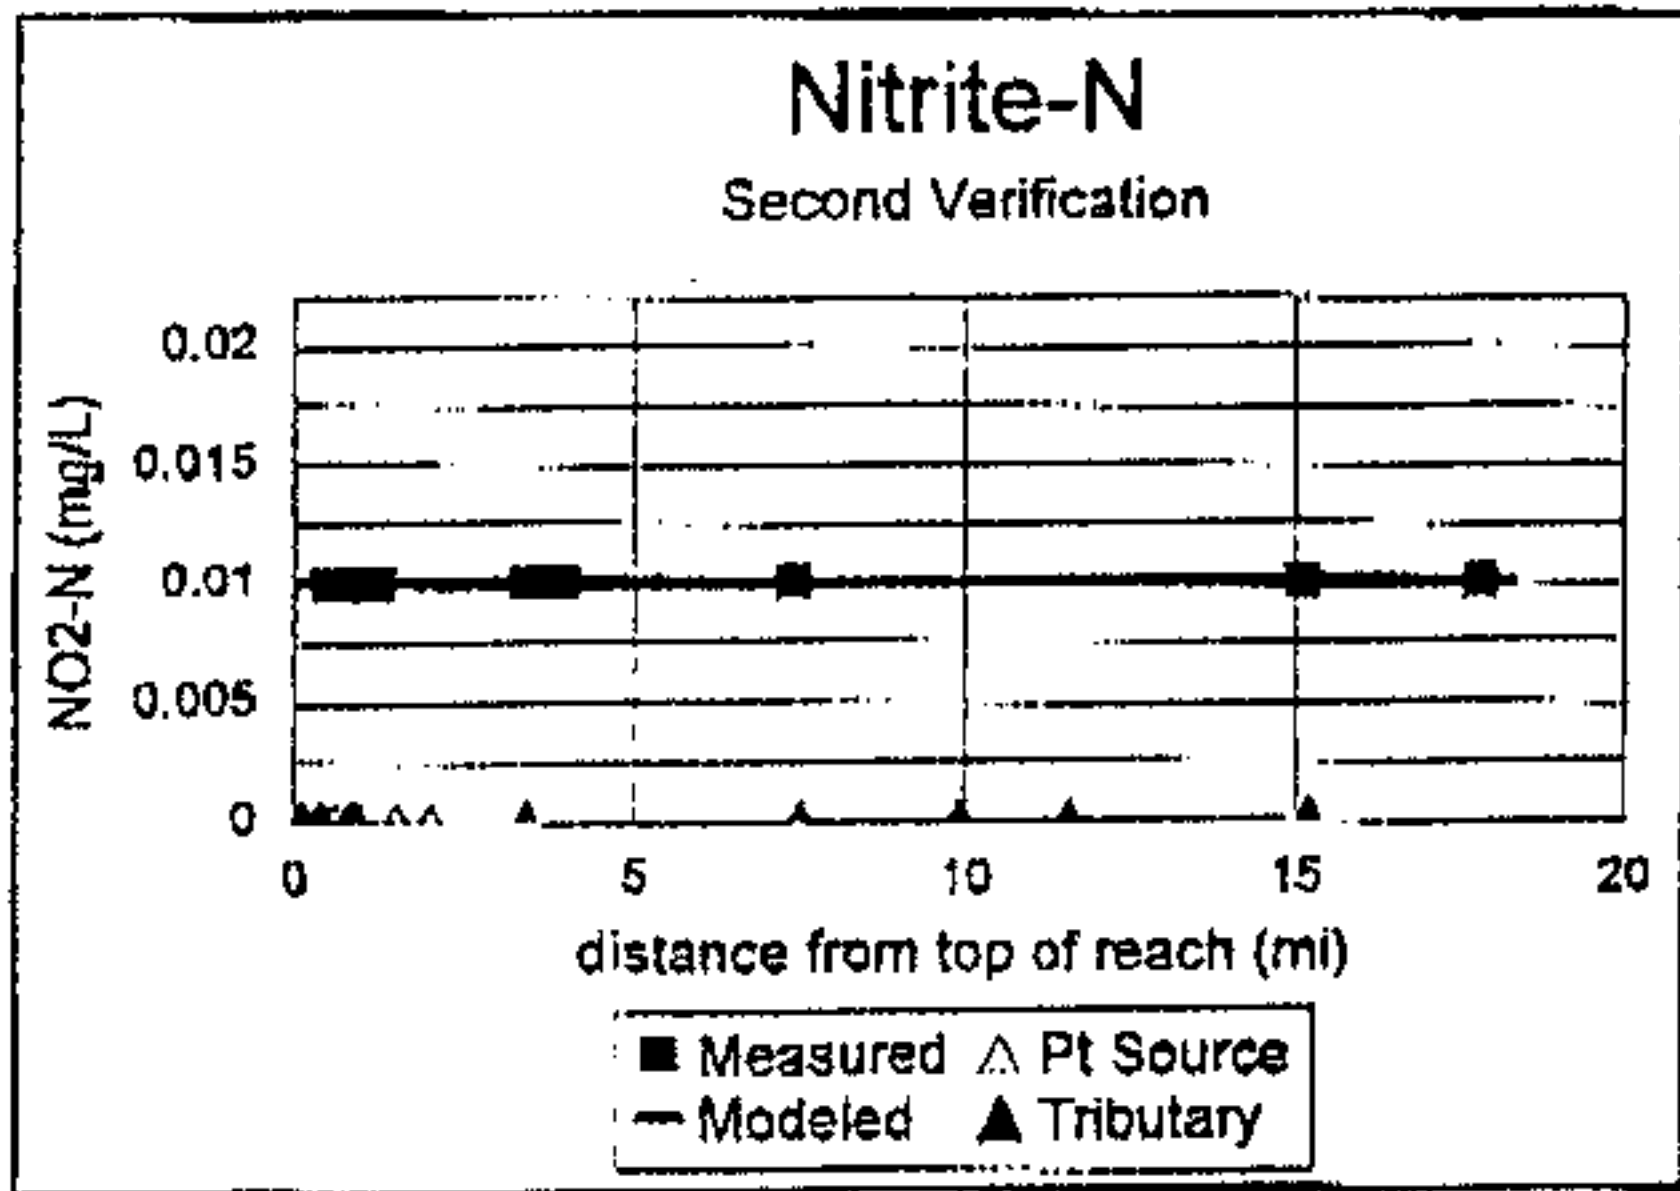 Nitrite-N
Second Verification
NO2-N (mg/L)
0.02
0.015
0.01
0.005
0
0 5 10 15 20
distance from top of reach (mi)
Measured Pt Source
Modeled Tributary